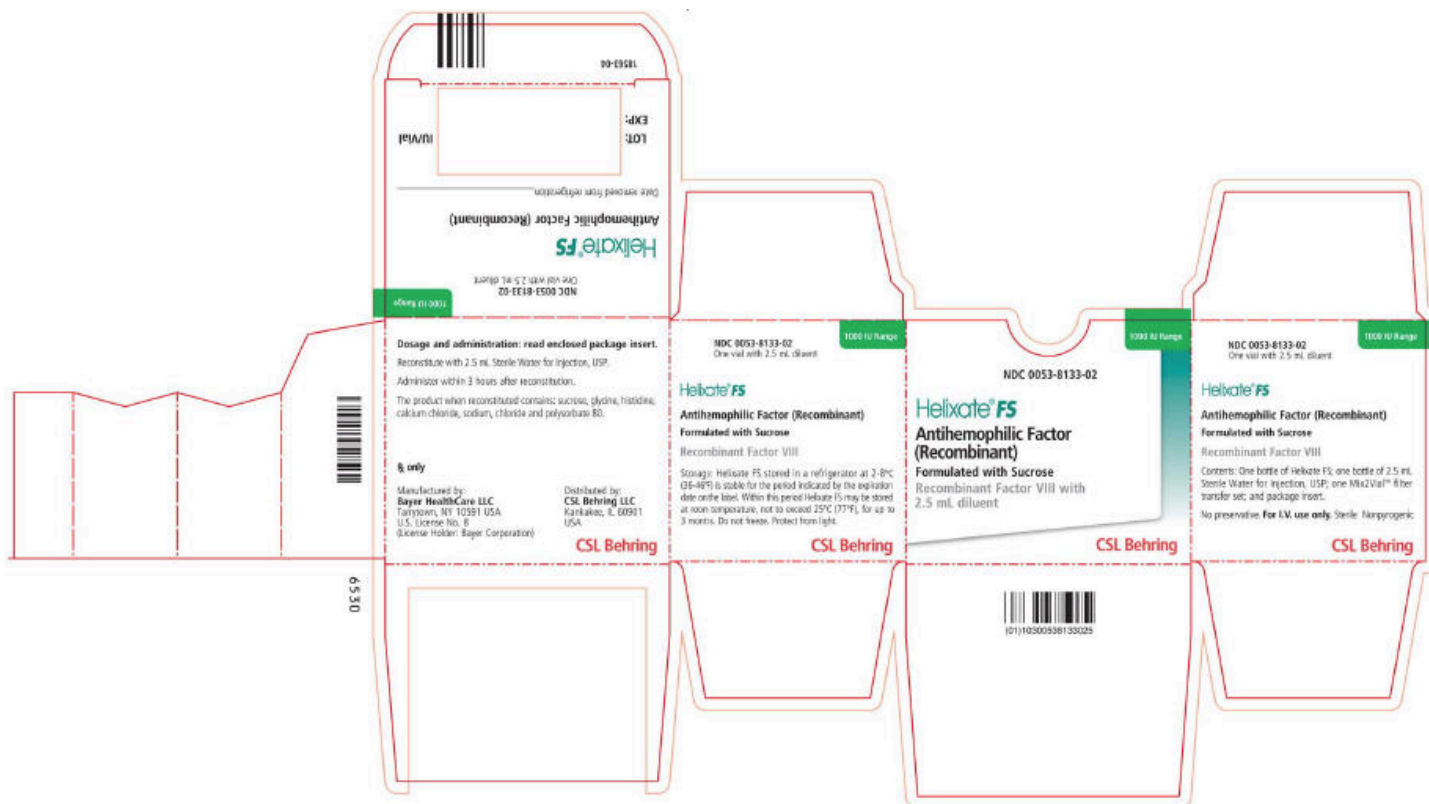 18563-04
LOT:
EXP:
IU/Vial
Date removed from refrigeration
Antihemophilic Factor (Recombinant)
Helixate® FS
One vial with 2.5 mL diluent
NDC 0053-8133-02
1000 IU Range
Dosage and administration: read enclosed package insert.
Reconstitute with 2.5 mL Sterile Water for Injection, USP.
Administer within 3 hours after reconstitution.
The product when reconstituted contains: sucrose, glycine, histidine,
calcium chloride, sodium, chloride and polysorbate 80.
℞ only
Manufactured by:
Bayer HealthCare LLC
Tarrytown, NY 10591 USA
U.S. License No. 8
(License Holder: Bayer Corporation)
Distributed by:
CSL Behring LLC
Kankakee, IL 60901
USA
CSL Behring
6530
1000 IU Range
NDC 0053-8133-02
One vial with 2.5 mL diluent
Helixate® FS
Antihemophilic Factor (Recombinant)
Formulated with Sucrose
Recombinant Factor VIII
Storage: Helixate FS stored in a refrigerator at 2-8°C
(36-46°F) is stable for the period indicated by the expiration
date on the label. Within this period Helixate FS may be stored
at room temperature, not to exceed 25°C (77°F), for up to
3 months. Do not freeze. Protect from light.
CSL Behring
1000 IU Range
NDC 0053-8133-02
Helixate® FS
Antihemophilic Factor
(Recombinant)
Formulated with Sucrose
Recombinant Factor VIII with
2.5 mL diluent
CSL Behring
(01)10300538133025
1000 IU Range
NDC 0053-8133-02
One vial with 2.5 mL diluent
Helixate® FS
Antihemophilic Factor (Recombinant)
Formulated with Sucrose
Recombinant Factor VIII
Contents: One bottle of Helixate FS; one bottle of 2.5 mL
Sterile Water for Injection, USP; one Mix2Vial™ filter
transfer set; and package insert.
No preservative. For I.V. use only. Sterile Nonpyrogenic
CSL Behring